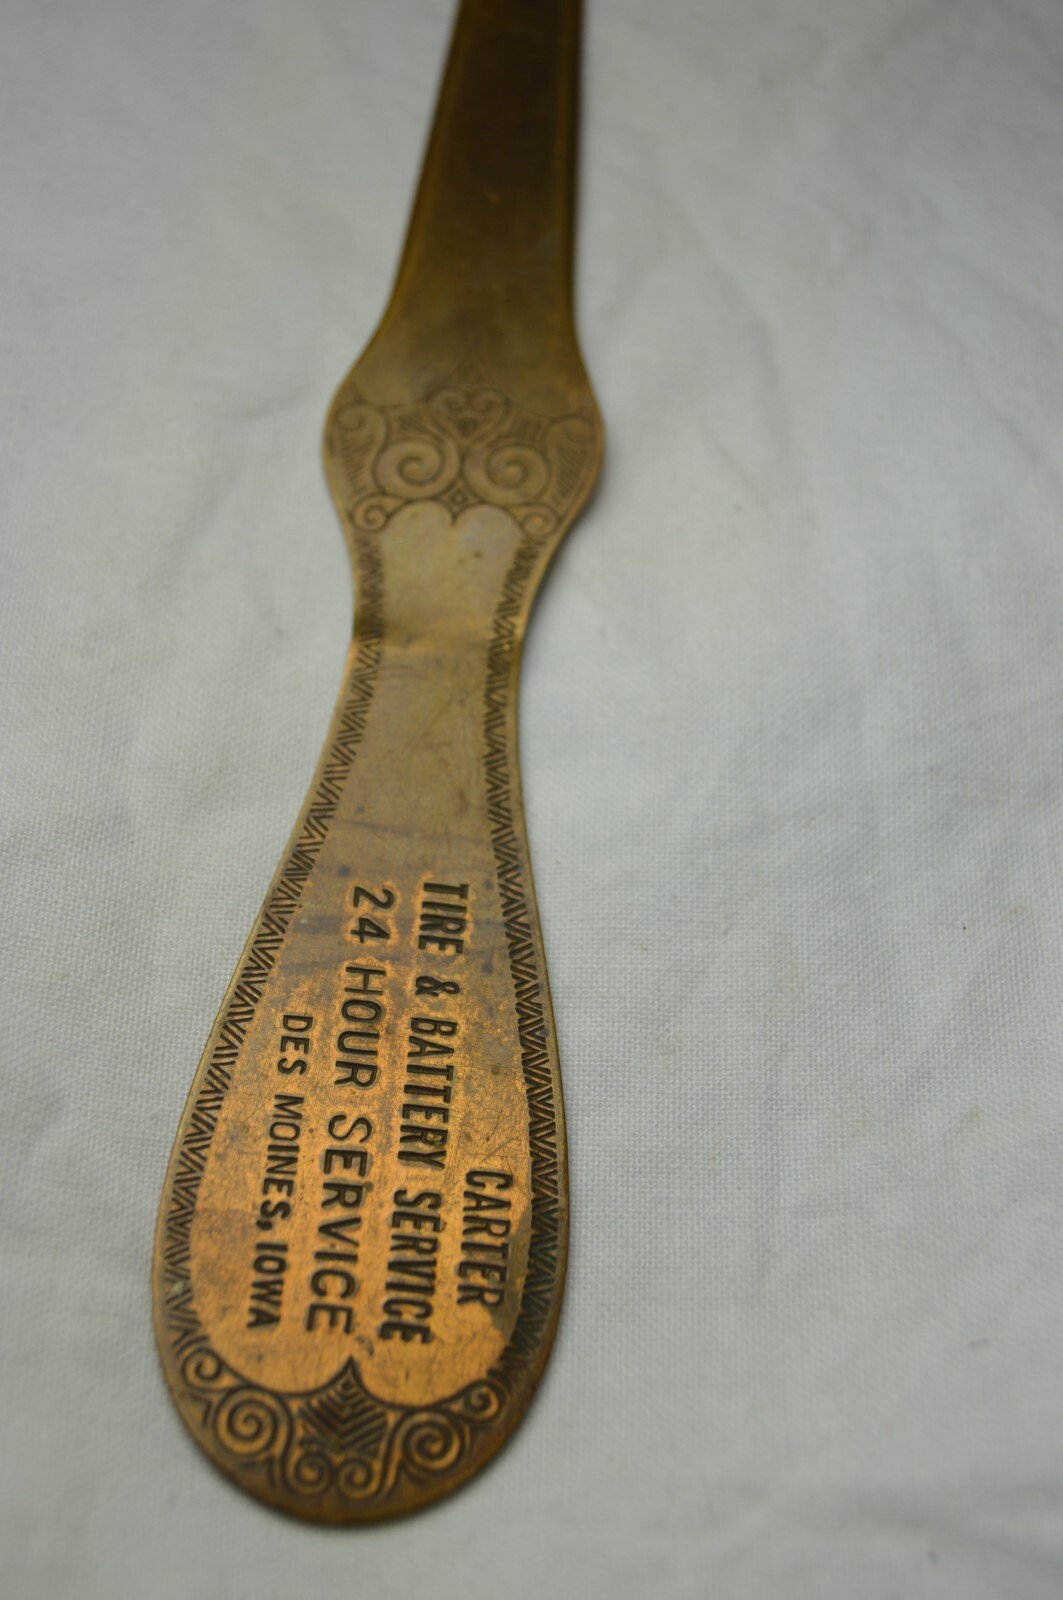 CARTER
TIRE & BATTERY SERVICE
24 HOUR SERVICE
DES MOINES, IOWA